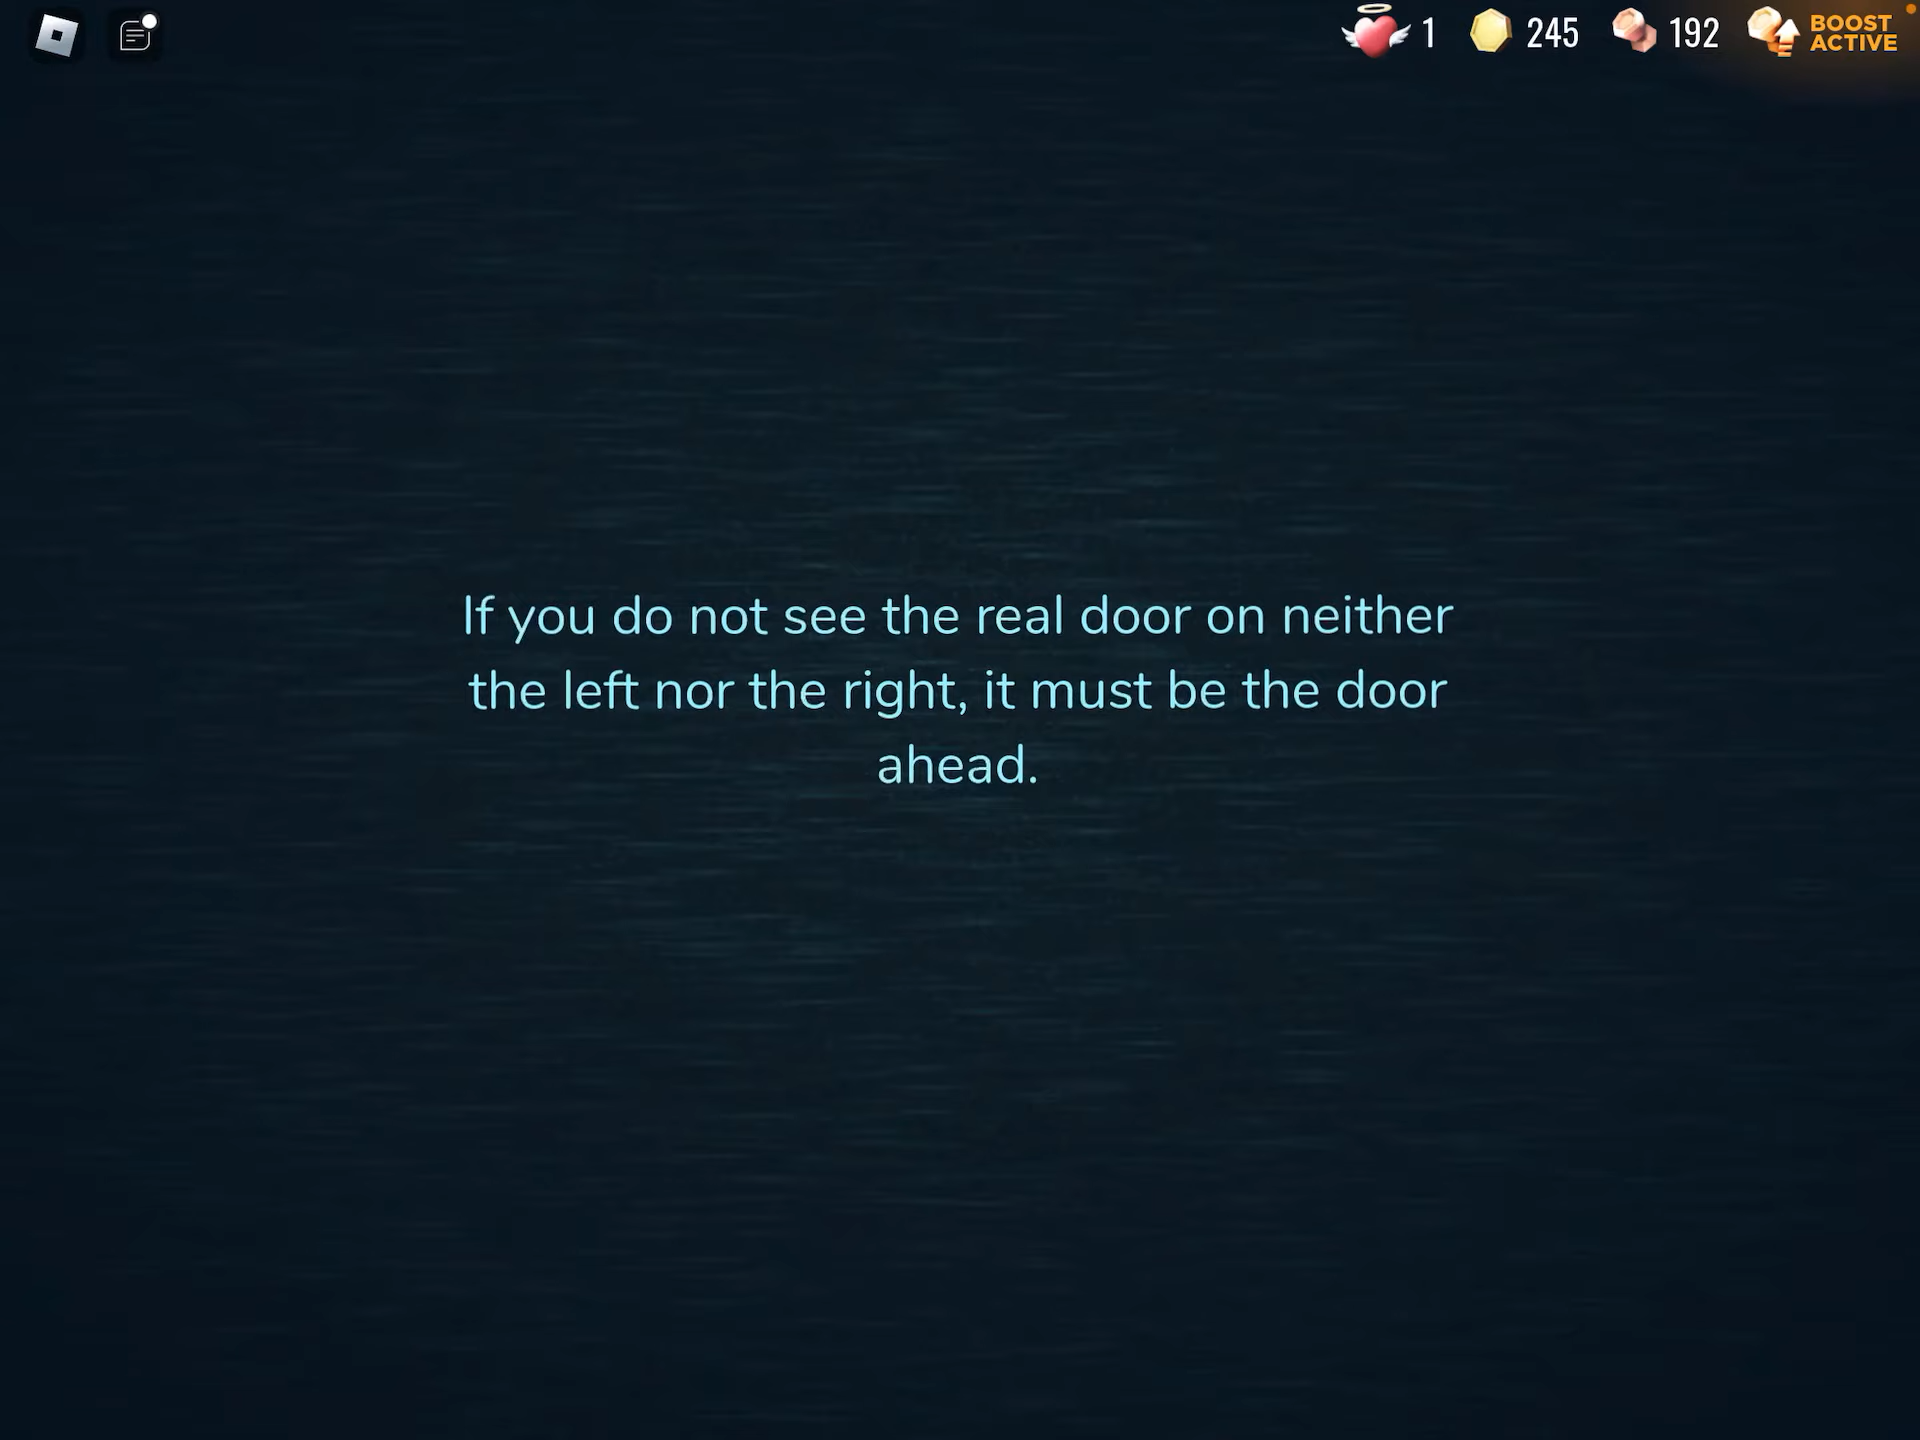 1 245 192 BOOST
ACTIVE
If you do not see the real door on neither
the left nor the right, it must be the door
ahead.